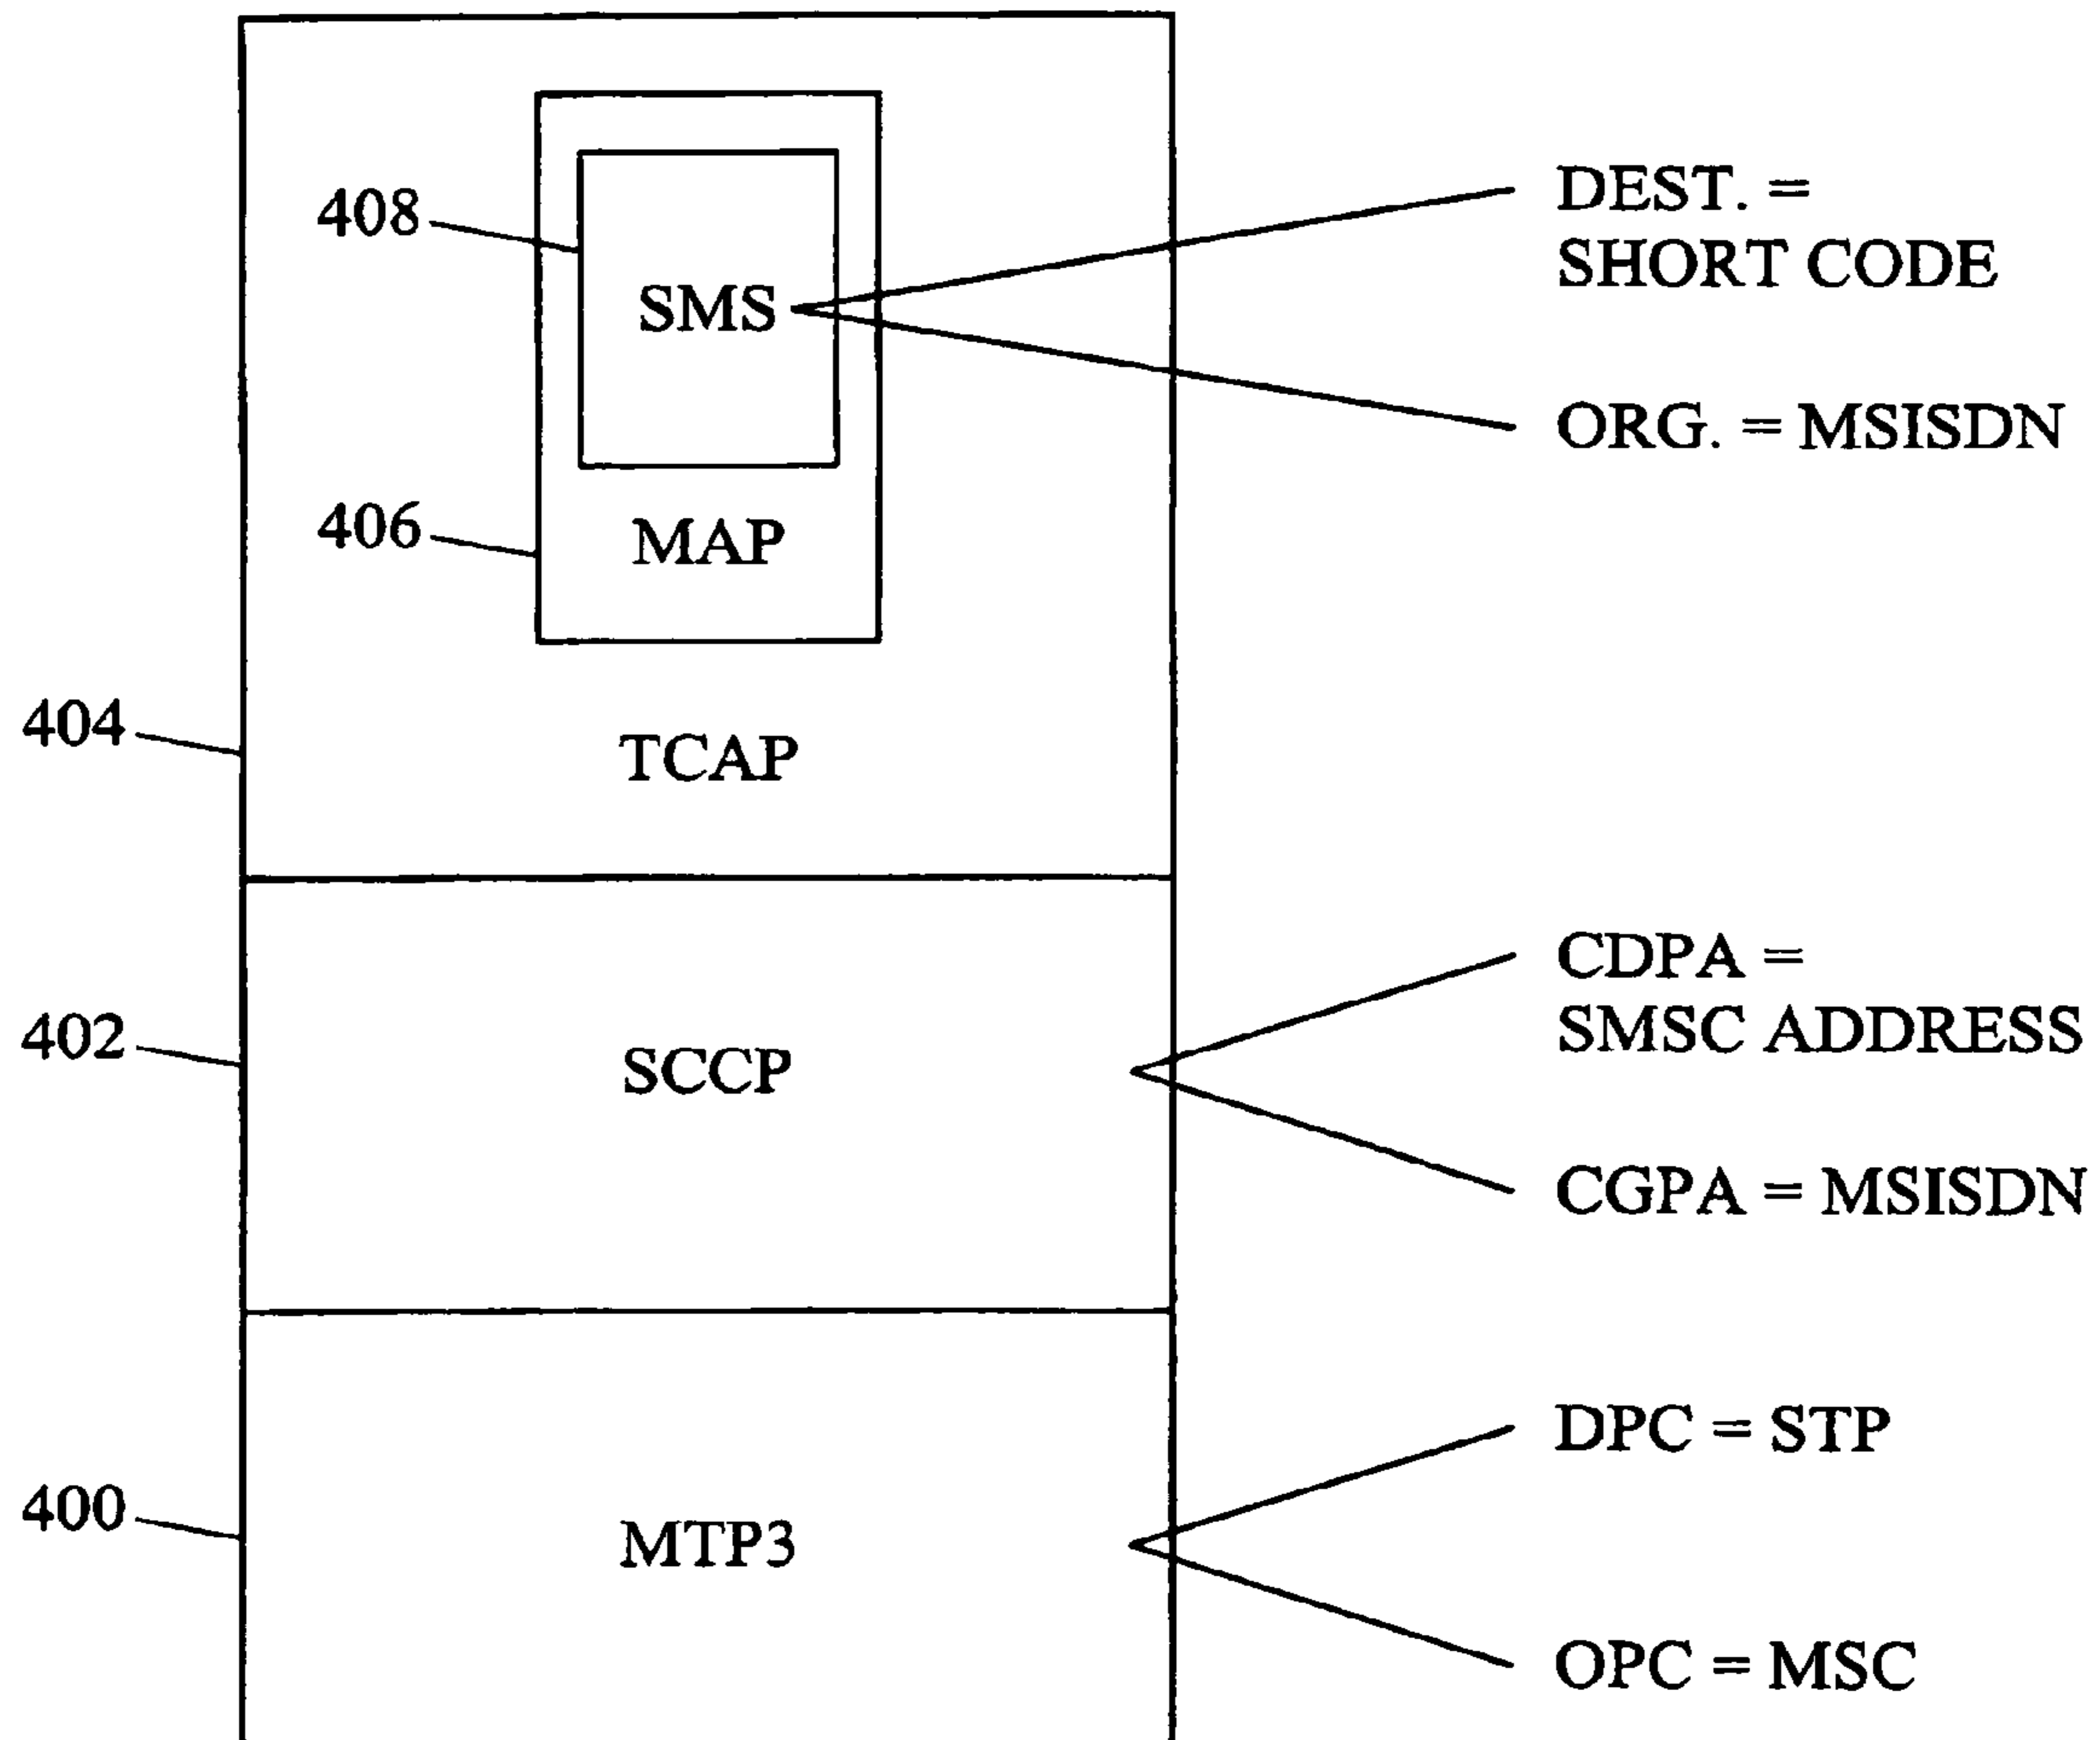 408
SMS
DEST. =
SHORT CODE
ORG. = MSISDN
406
MAP
404
TCAP
402
SCCP
CDPA =
SMSC ADDRESS
CGPA = MSISDN
400
MTP3
DPC = STP
OPC = MSC